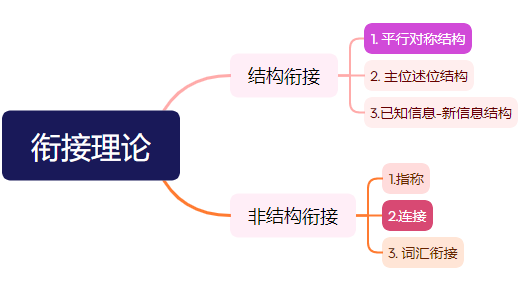 衔接理论
结构衔接
1. 平行对称结构
2. 主位述位结构
3.已知信息-新信息结构
非结构衔接
1.指称
2.连接
3. 词汇衔接